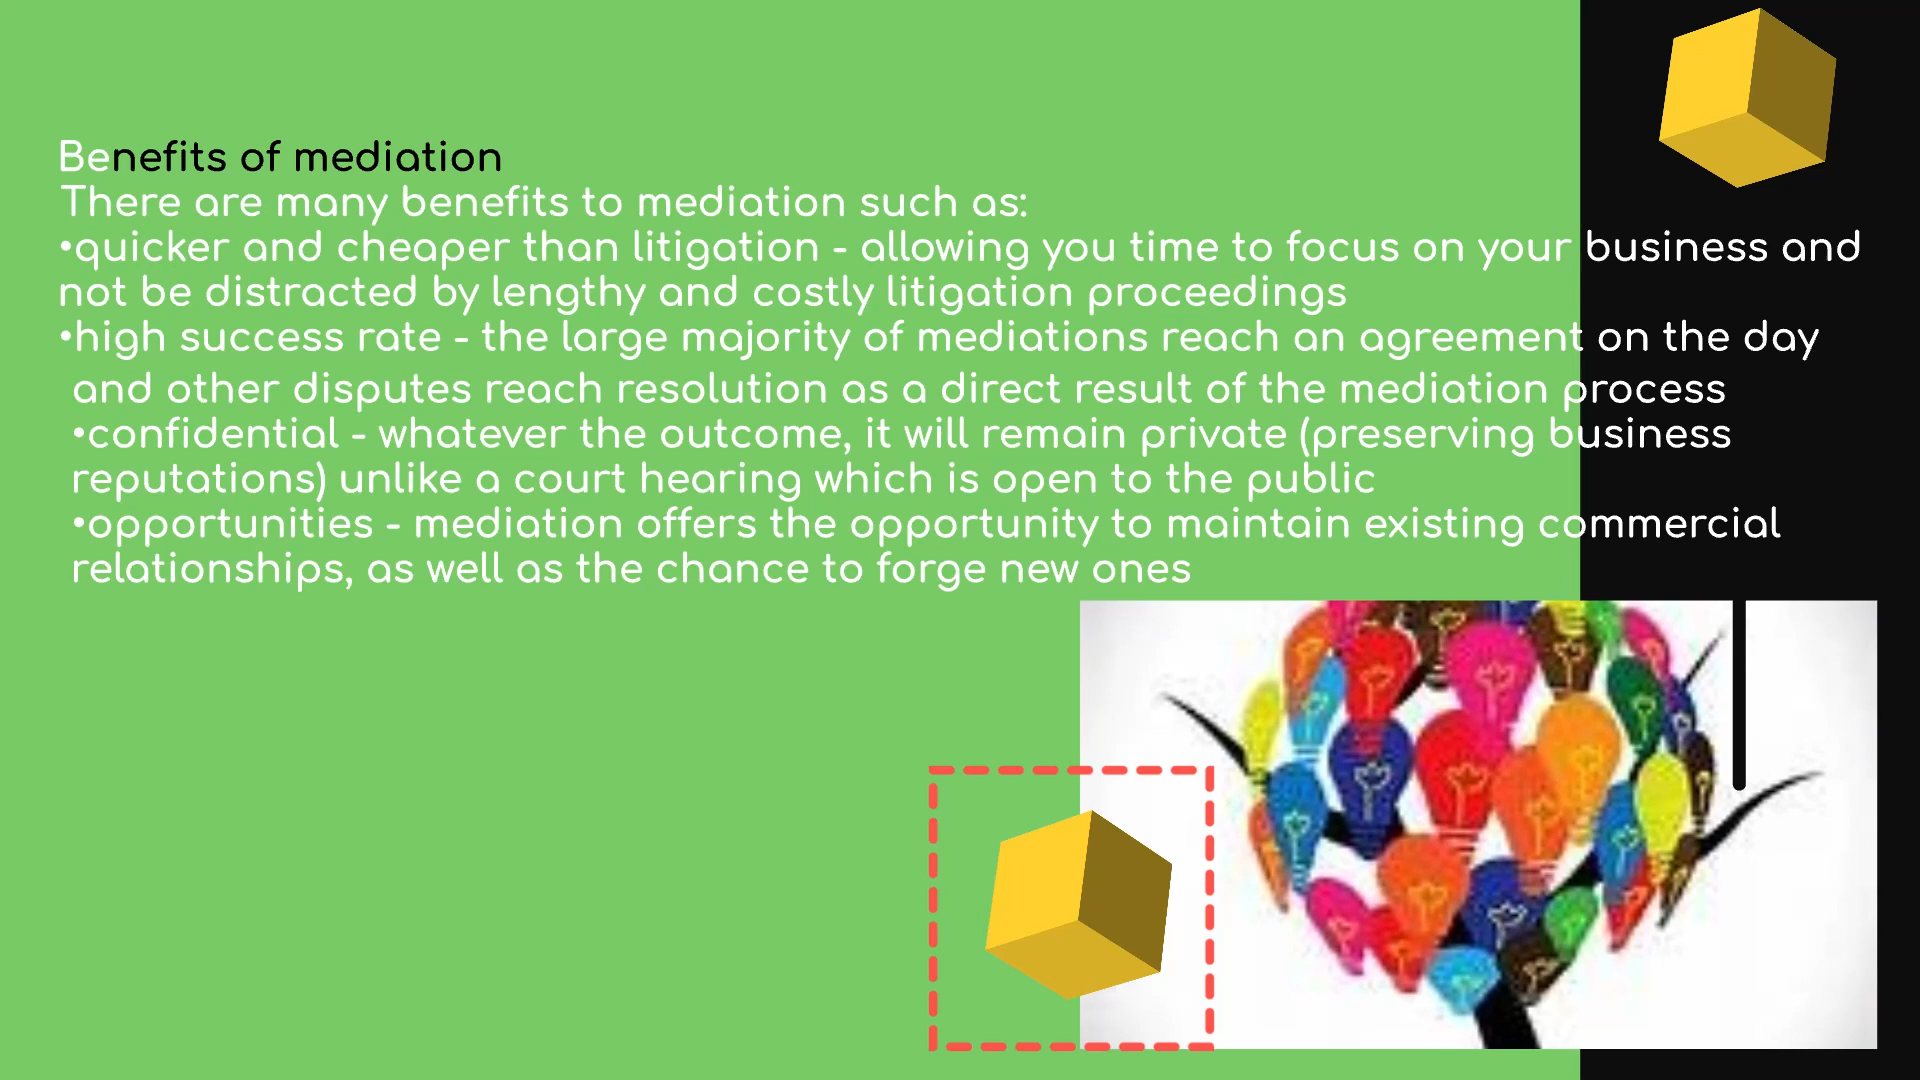 Benefits of mediation
There are many benefits to mediation such as:
•quicker and cheaper than litigation - allowing you time to focus on your business and
not be distracted by lengthy and costly litigation proceedings
•high success rate - the large majority of mediations reach an agreement on the day
and other disputes reach resolution as a direct result of the mediation process
•confidential - whatever the outcome, it will remain private (preserving business
reputations) unlike a court hearing which is open to the public
•opportunities - mediation offers the opportunity to maintain existing commercial
relationships, as well as the chance to forge new ones